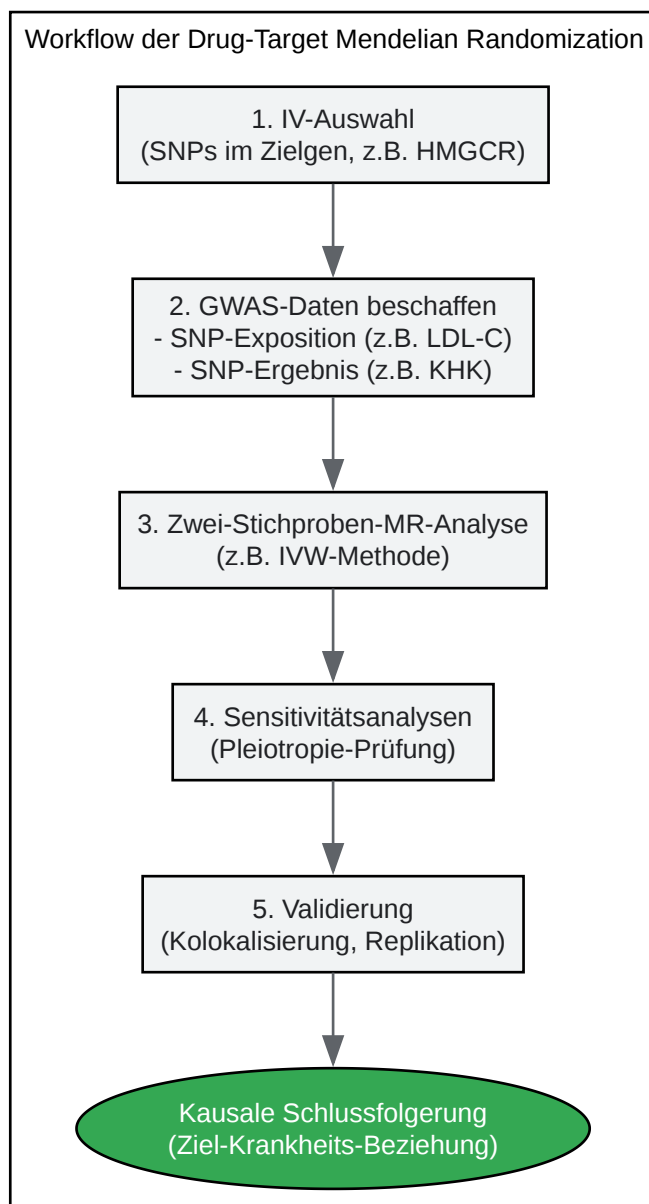 Workflow der Drug-Target Mendelian Randomization
1. IV-Auswahl
(SNPs im Zielgen, z.B. HMGCR)
2. GWAS-Daten beschaffen
- SNP-Exposition (z.B. LDL-C)
- SNP-Ergebnis (z.B. KHK)
3. Zwei-Stichproben-MR-Analyse
(z.B. IVW-Methode)
4. Sensitivitätsanalysen
(Pleiotropie-Prüfung)
5. Validierung
(Kolokalisierung, Replikation)
Kausale Schlussfolgerung
(Ziel-Krankheits-Beziehung)